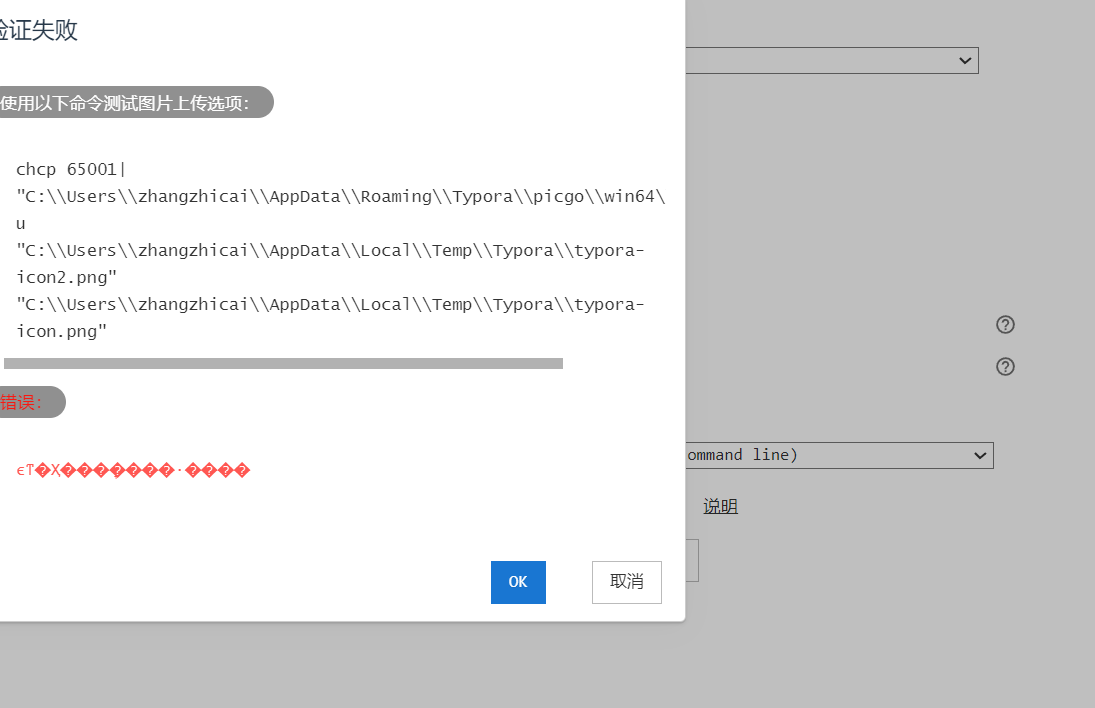 验证失败
使用以下命令测试图片上传选项：
chcp 65001|
"C:\\Users\\zhangzhicai\\AppData\\Roaming\\Typora\\picgo\\win64\
u
"C:\\Users\\zhangzhicai\\AppData\\Local\\Temp\\Typora\\typora-
icon2.png"
"C:\\Users\\zhangzhicai\\AppData\\Local\\Temp\\Typora\\typora-
icon.png"
错误：
ommand line)
说明
OK
取消